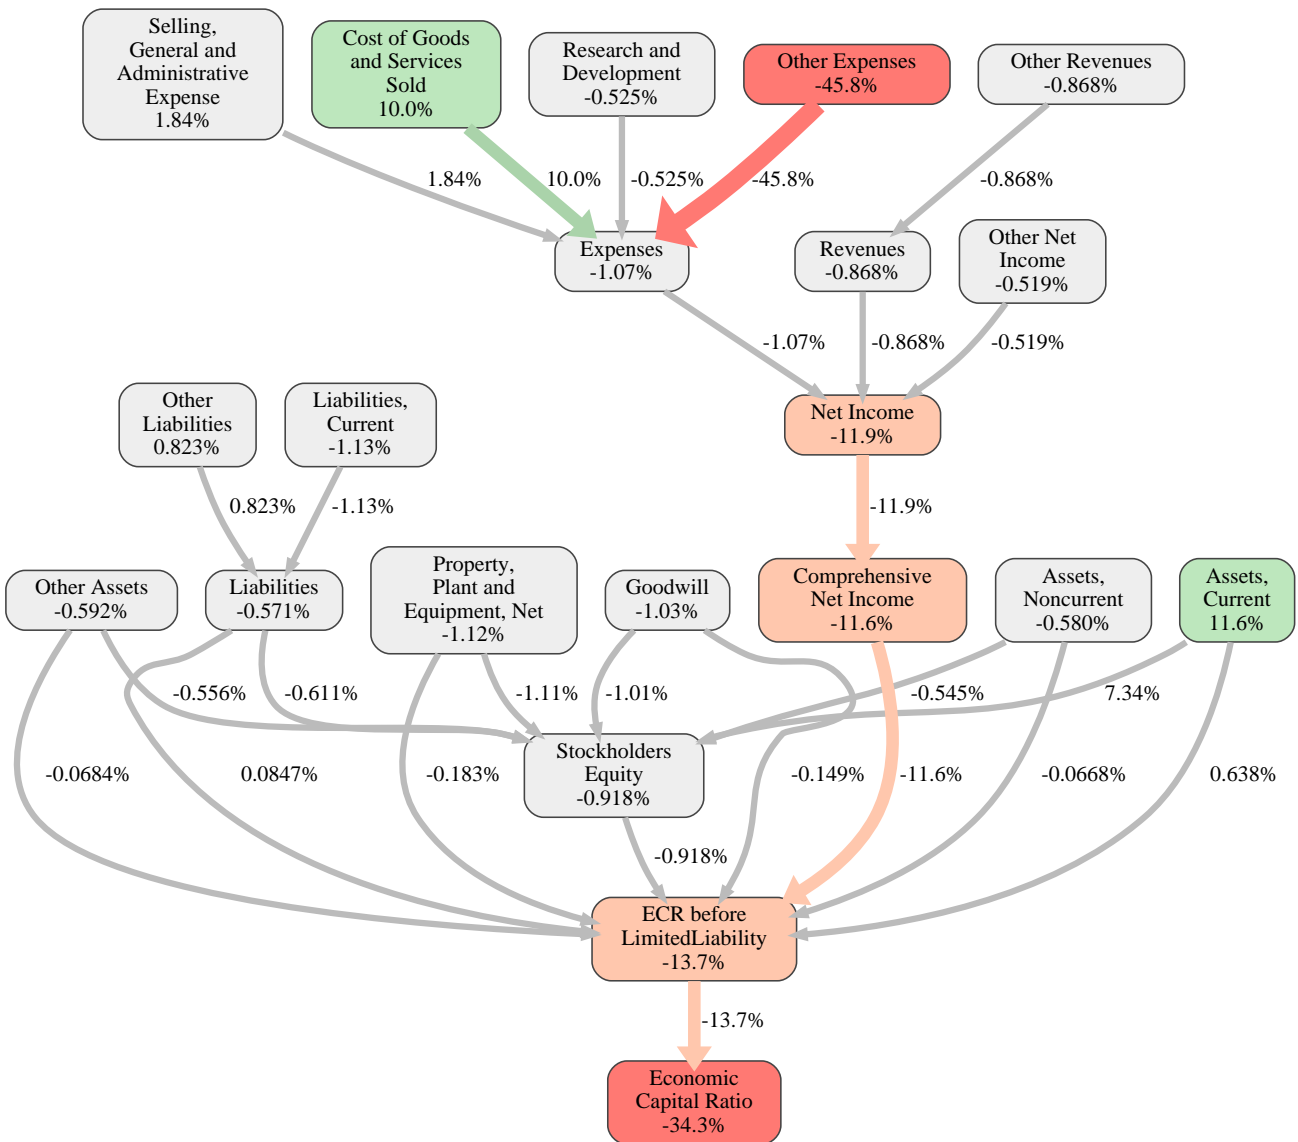 Selling,
General and
Administrative
Expense
1.84%
Cost of Goods
and Services
Sold
10.0%
Research and
Development
-0.525%
Other Expenses
-45.8%
Other Revenues
-0.868%
1.84%
10.0%
-0.525%
-45.8%
-0.868%
Expenses
-1.07%
Revenues
-0.868%
Other Net
Income
-0.519%
-1.07%
-0.868%
-0.519%
Other
Liabilities
0.823%
Liabilities,
Current
-1.13%
Net Income
-11.9%
0.823%
-1.13%
-11.9%
Other Assets
-0.592%
Liabilities
-0.571%
Property,
Plant and
Equipment, Net
-1.12%
Goodwill
-1.03%
Comprehensive
Net Income
-11.6%
Assets,
Noncurrent
-0.580%
Assets,
Current
11.6%
-0.556%
-0.611%
-1.11%
-1.01%
-0.545%
7.34%
Stockholders
Equity
-0.918%
-0.0684%
0.0847%
-0.183%
-0.149%
-11.6%
-0.0668%
0.638%
-0.918%
ECR before
LimitedLiability
-13.7%
-13.7%
Economic
Capital Ratio
-34.3%